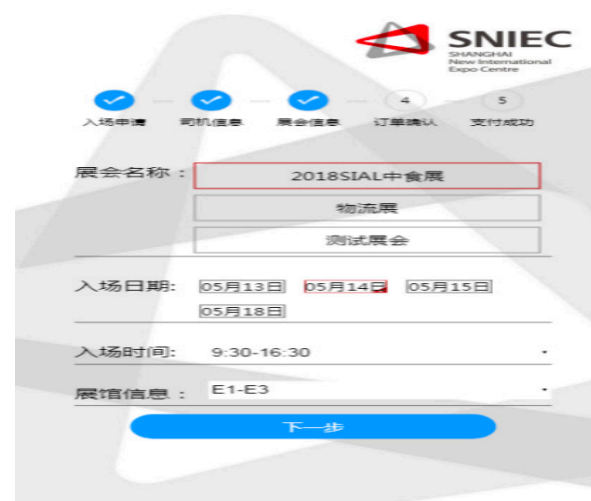 SNIEC
SHANGHAI
New International
Expo Centre
4 5
入场申请 司机信息 展会信息 订单确认 支付成功
展会名称： 2018SIAL中食展
物流展
测试展会
入场日期: 05月13日 05月14日 05月15日
05月18日
入场时间: 9:30-16:30
展馆信息： E1-E3
下一步